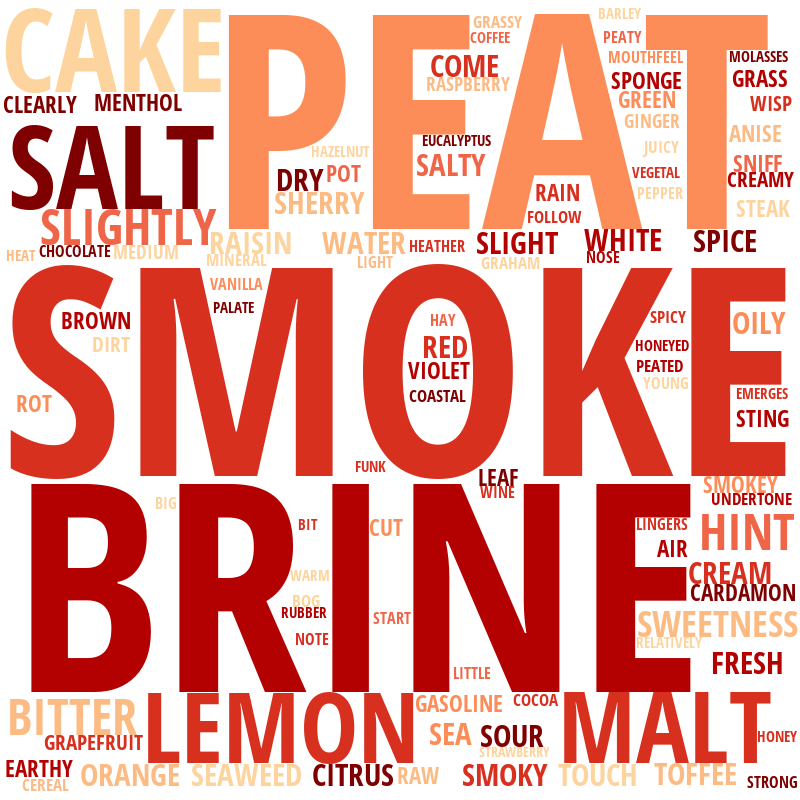 CAKE
PEAT
GRASSY
COFFEE
BARLEY
PEATY
MOUTHFEEL
MOLASSES
COME
RASPBERRY
SPONGE
GRASS
CLEARLY
MENTHOL
GREEN
WISP
GINGER
ANISE
SALT
EUCALYPTUS
HAZELNUT
JUICY
SALTY
SNIFF
DRY
POT
VEGETAL
CREAMY
SHERRY
RAIN
PEPPER
FOLLOW
STEAK
SLIGHTLY
RAISIN
WATER
HEATHER
SLIGHT
WHITE
SPICE
HEAT
CHOCOLATE
MEDIUM
MINERAL
LIGHT
GRAHAM
NOSE
SMOKE
VANILLA
PALATE
BROWN
HAY
SPICY
OILY
DIRT
RED
HONEYED
VIOLET
PEATED
YOUNG
COASTAL
EMERGES
ROT
STING
FUNK
LEAF
WINE
SMOKEY
UNDERTONE
BRINE
BIG
BIT
CUT
LINGERS
HINT
AIR
WARM
CREAM
BOG
CARDAMON
RUBBER
START
SWEETNESS
NOTE
RELATIVELY
LITTLE
FRESH
BITTER
LEMON
GASOLINE
COCOA
MALT
GRAPEFRUIT
SEA
SOUR
HONEY
STRAWBERRY
EARTHY
CEREAL
ORANGE
SEAWEED
CITRUS
RAW
SMOKY
TOUCH
TOFFEE
STRONG